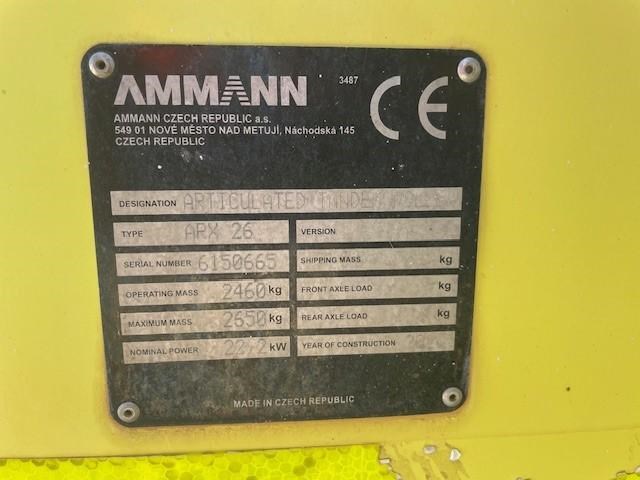 AMMANN
3487
CE
AMMANN CZECH REPUBLIC a.s.
549 01 NOVÉ MĚSTO NAD METUJÍ, Náchodská 145
CZECH REPUBLIC
DESIGNATION ARTICULATED TANDEM
TYPE ARX 26 VERSION
SERIAL NUMBER 6150665 SHIPPING MASS kg
OPERATING MASS 2460 kg FRONT AXLE LOAD kg
MAXIMUM MASS 2650 kg REAR AXLE LOAD kg
NOMINAL POWER 22,2 kW YEAR OF CONSTRUCTION
MADE IN CZECH REPUBLIC